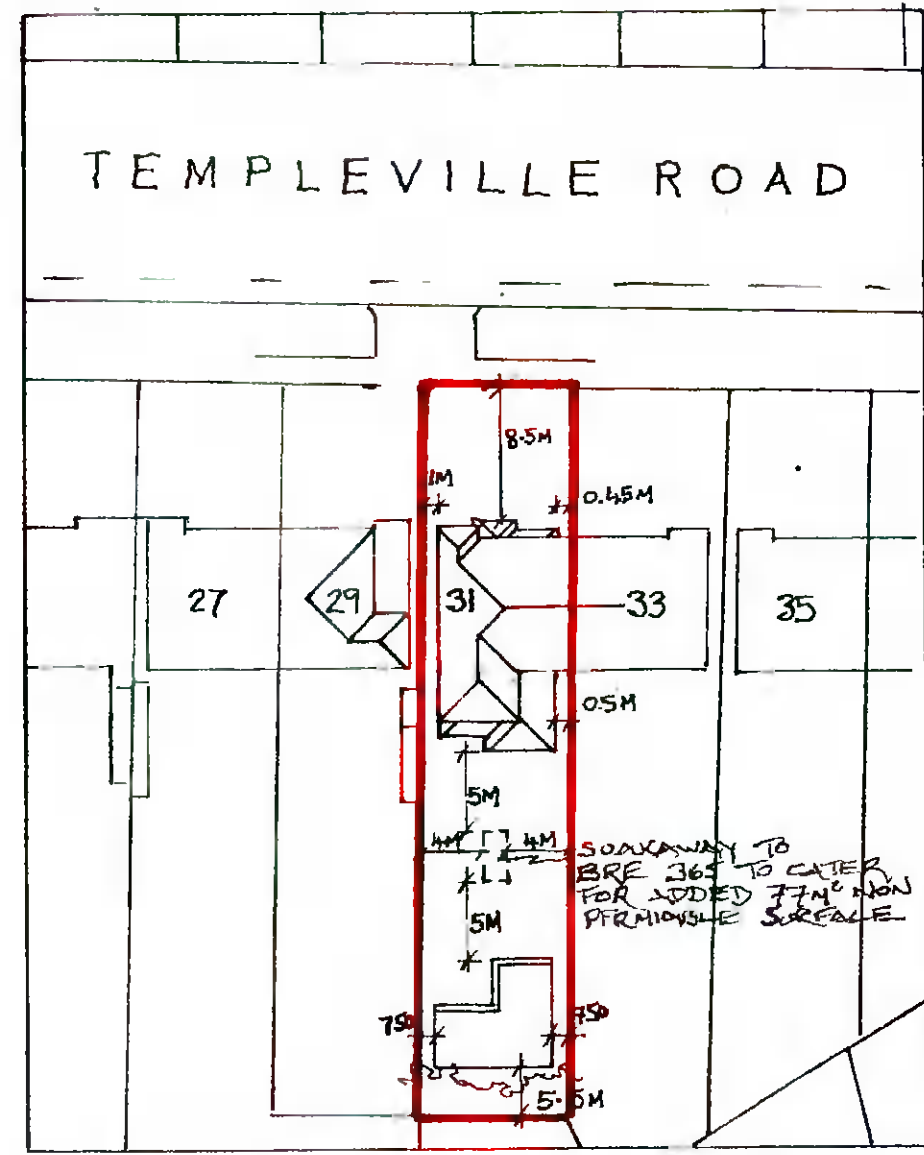 TEMPLEVILLE ROAD
8.5M
1M
0.45M
27
29
31
33
35
0.5M
5M
4M
4M
SOAKAWAY TO
BRE 365 TO CATER
FOR ADDED 77M² NON
PERMIABLE SURFACE
5M
750
750
5.5M